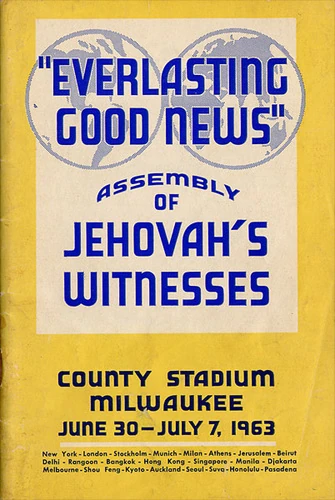 "EVERLASTING
GOOD NEWS"
ASSEMBLY
OF
JEHOVAH'S
WITNESSES
COUNTY STADIUM
MILWAUKEE
JUNE 30-JULY 7, 1963
New York - London - Stockholm - Munich - Milan - Athens - Jerusalem - Beirut
Delhi - Rangoon - Bangkok - Hong Kong - Singapore - Manila - Djakarta
Melbourne - Shou Feng - Kyoto - Auckland - Seoul - Suva - Honolulu - Pasadena